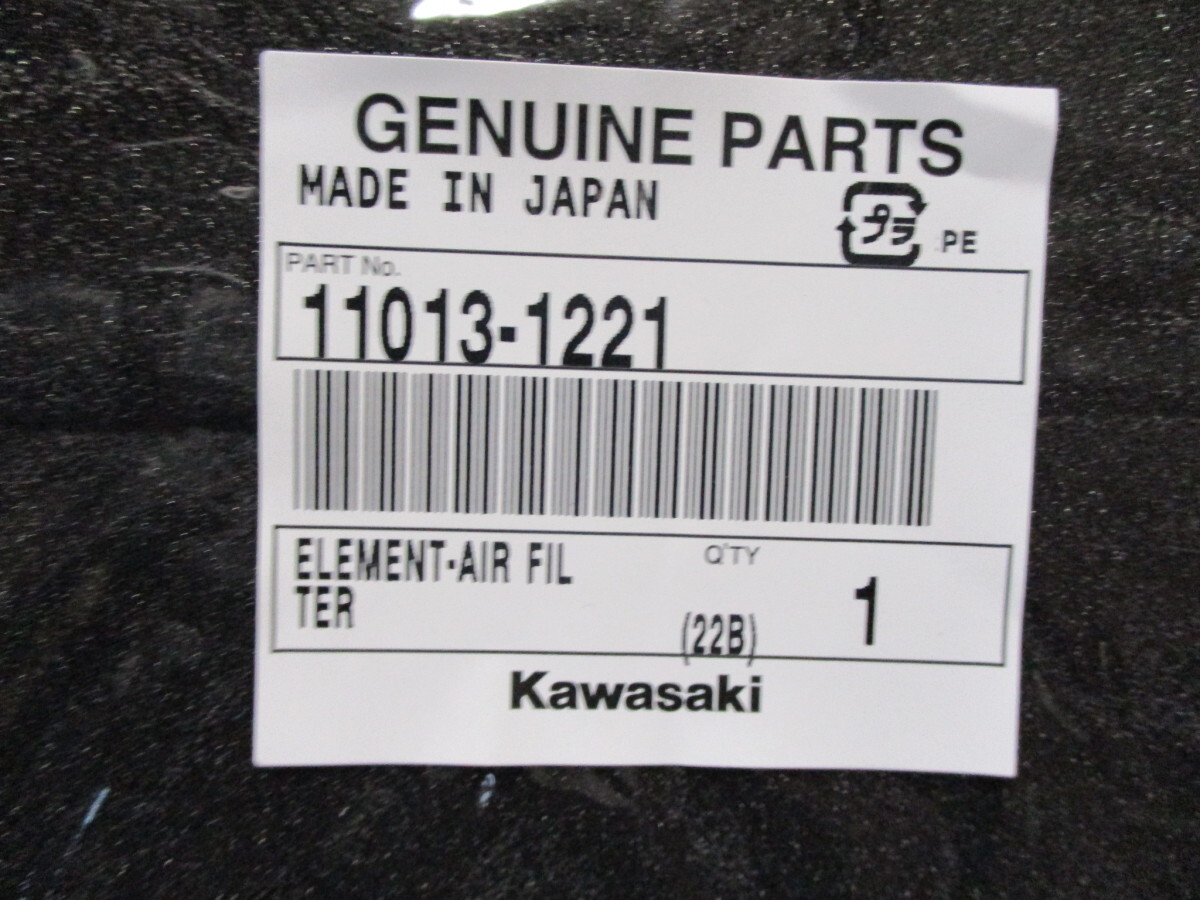 GENUINE PARTS
MADE IN JAPAN
プラ PE
PART No.
11013-1221
ELEMENT-AIR FIL
TER
Q'TY
(22B) 1
Kawasaki